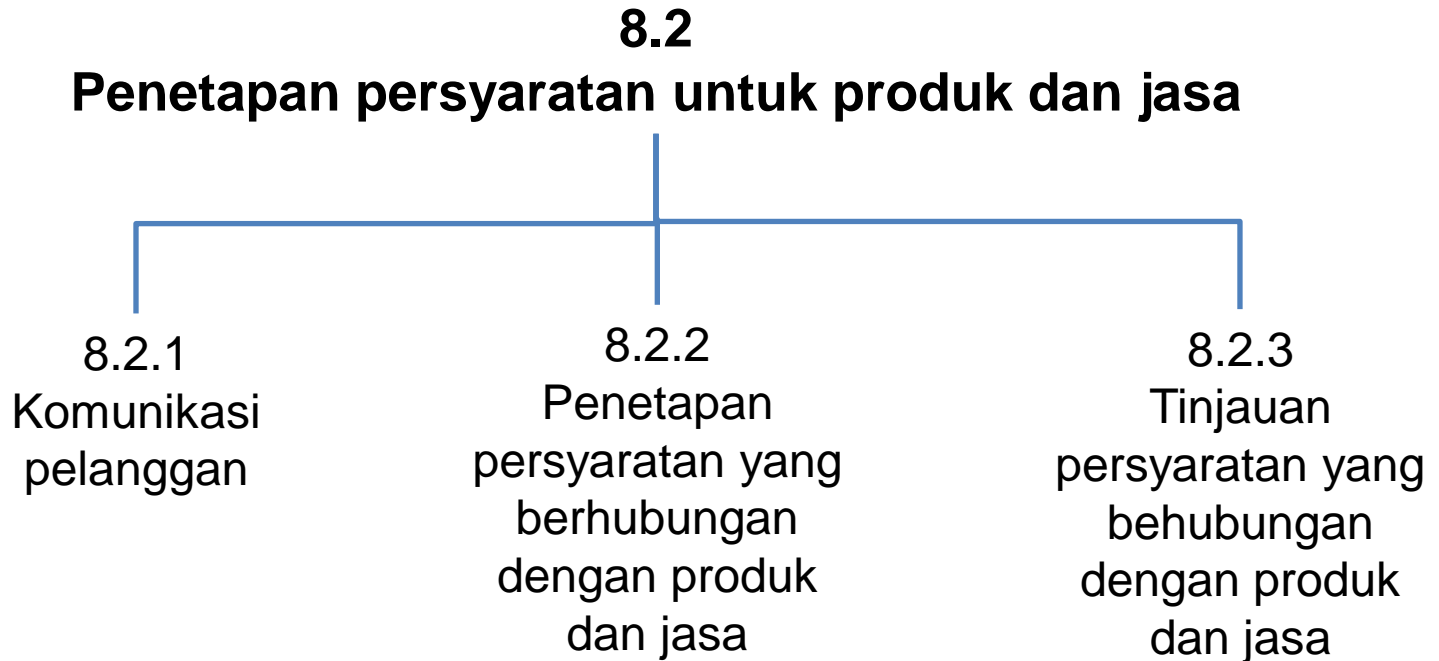 8.2
Penetapan persyaratan untuk produk dan jasa
8.2.1
Komunikasi
pelanggan
8.2.2
Penetapan
persyaratan yang
berhubungan
dengan produk
dan jasa
8.2.3
Tinjauan
persyaratan yang
behubungan
dengan produk
dan jasa